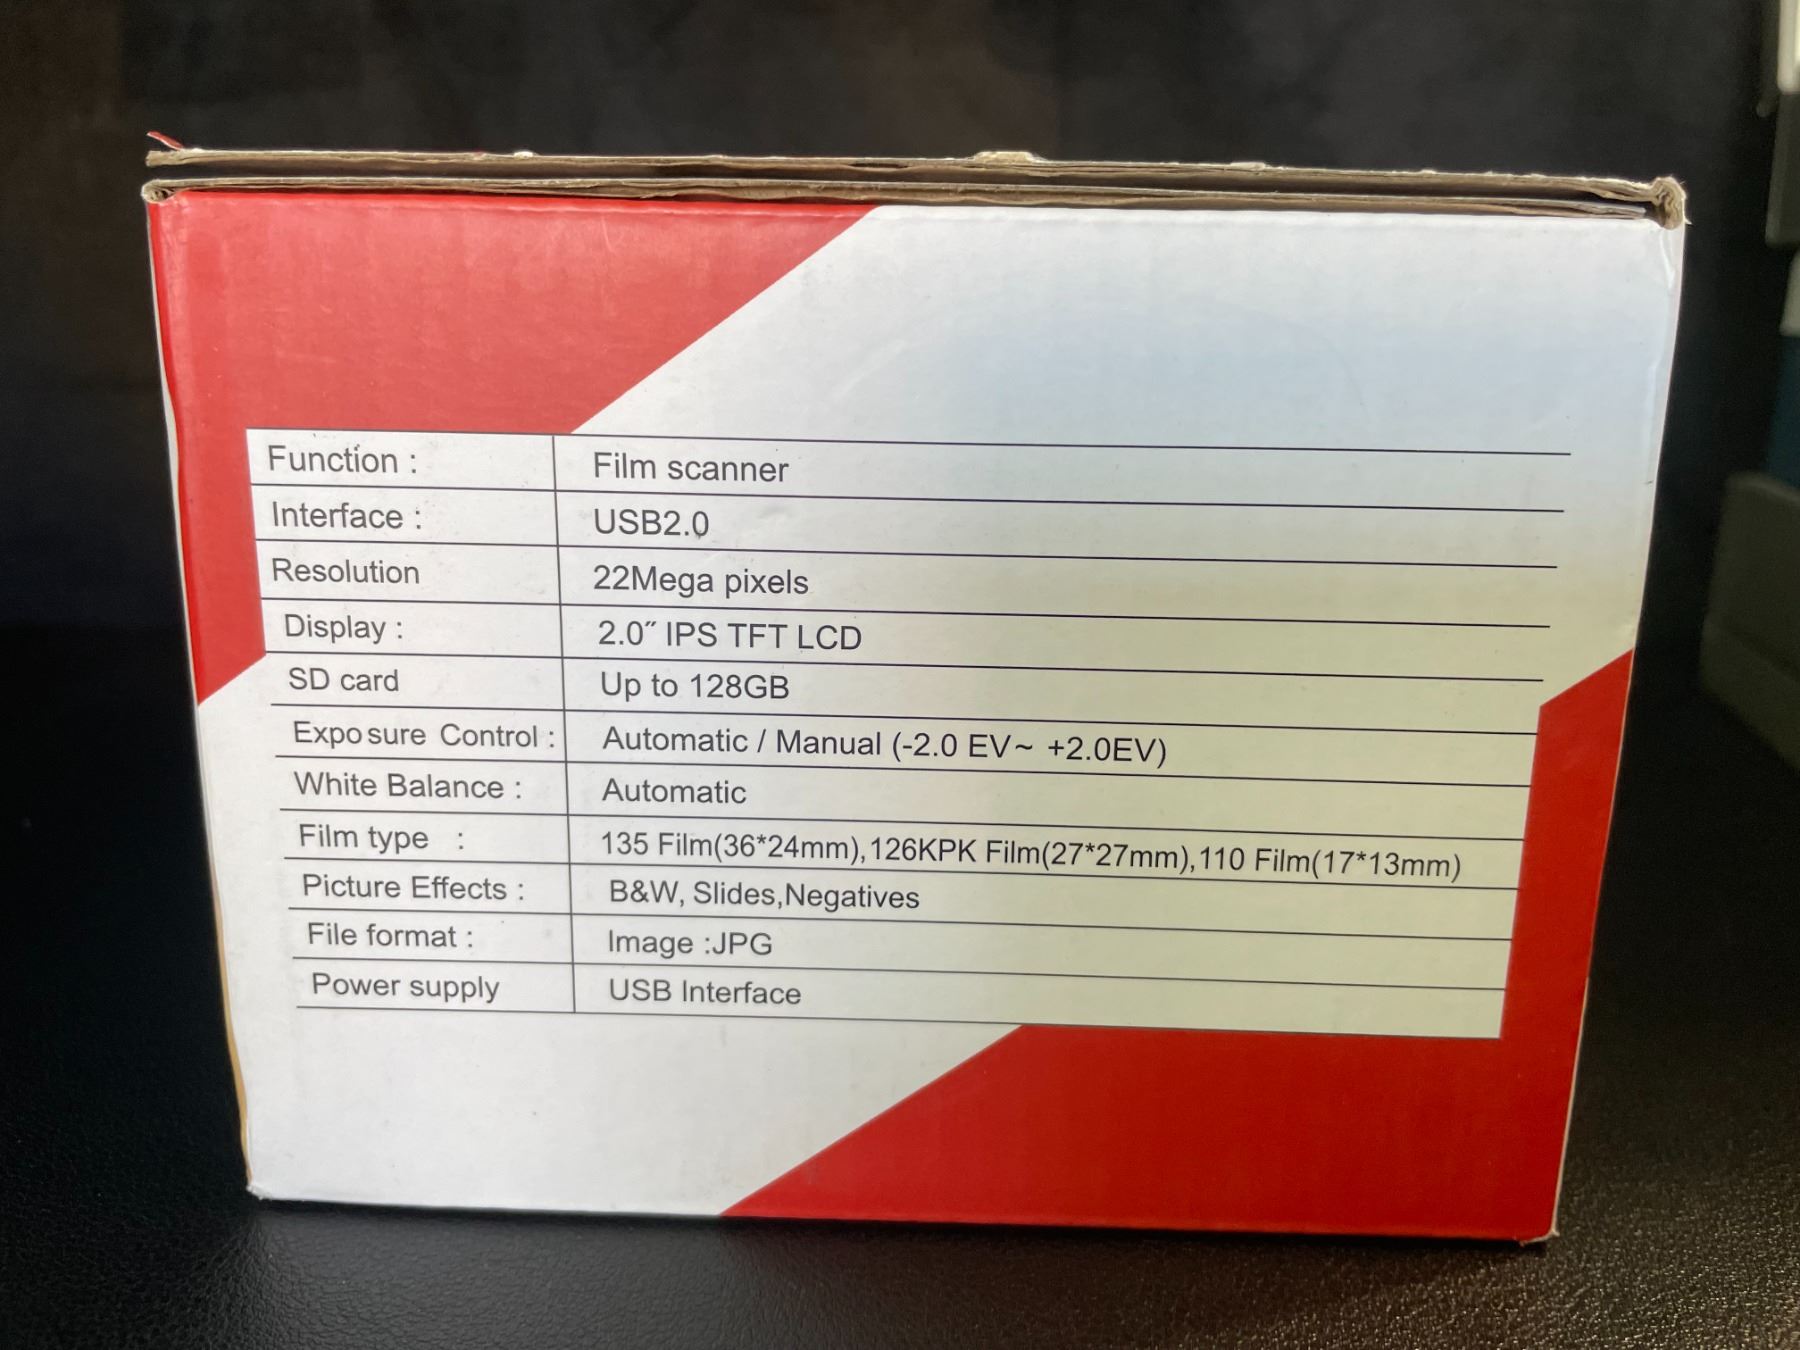 Function : Film scanner
Interface : USB2.0
Resolution 22Mega pixels
Display : 2.0″ IPS TFT LCD
SD card Up to 128GB
Exposure Control : Automatic / Manual (-2.0 EV~ +2.0EV)
White Balance : Automatic
Film type : 135 Film(36*24mm),126KPK Film(27*27mm),110 Film(17*13mm)
Picture Effects : B&W, Slides,Negatives
File format : Image :JPG
Power supply USB Interface